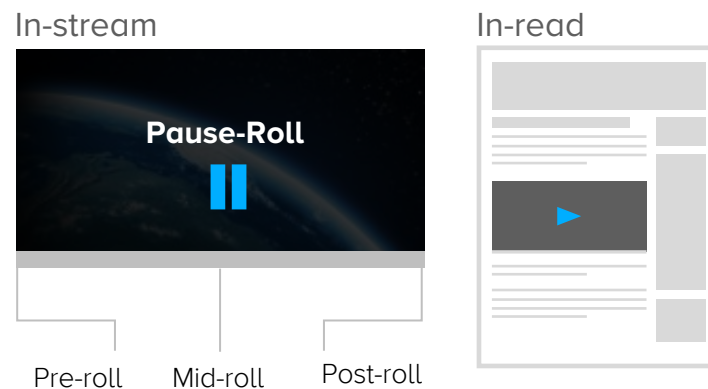 In-stream
In-read
Pause-Roll
Pre-roll
Mid-roll
Post-roll